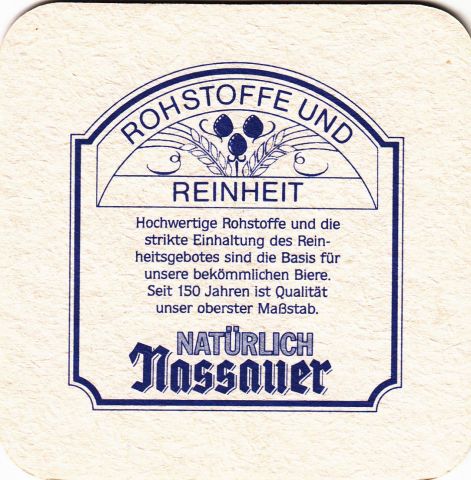 ROHSTOFFE UND
REINHEIT
Hochwertige Rohstoffe und die
strikte Einhaltung des Rein-
heitsgebotes sind die Basis für
unsere bekömmlichen Biere.
Seit 150 Jahren ist Qualität
unser oberster Maßstab.
NATÜRLICH
Nassauer